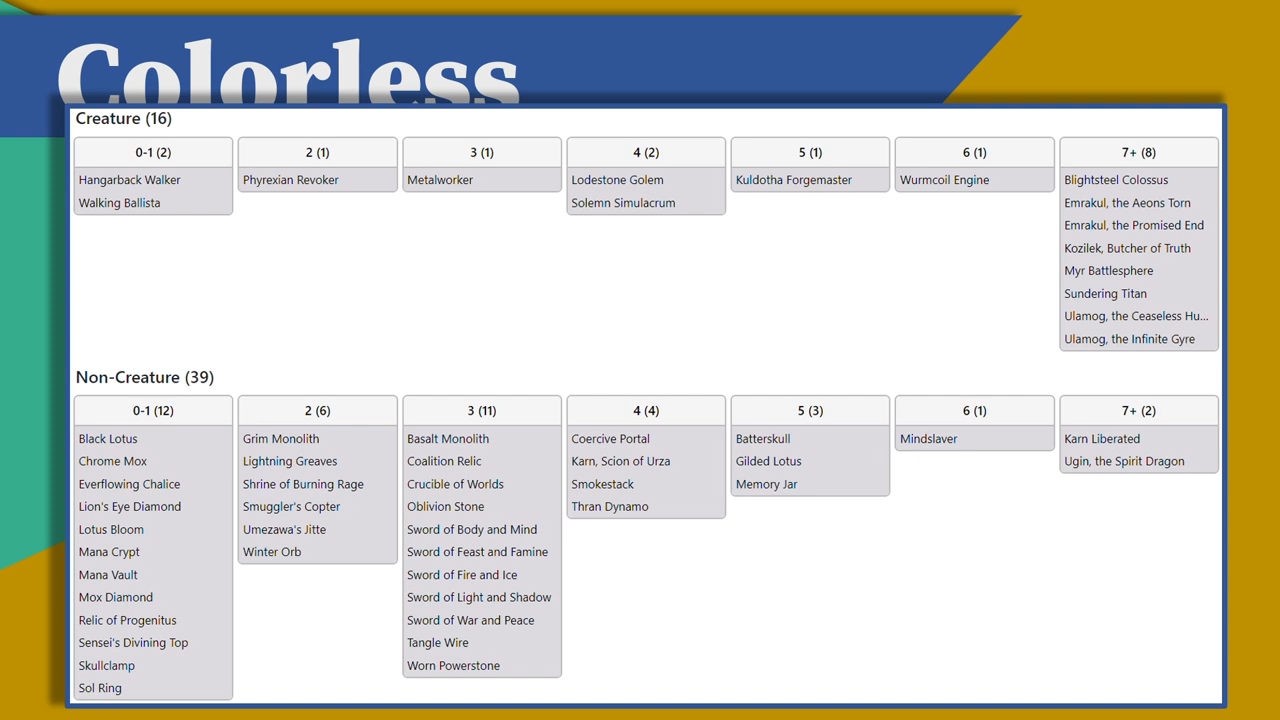 Colorless
Creature (16)
0-1 (2)
Hangarback Walker
Walking Ballista
2 (1)
Phyrexian Revoker
3 (1)
Metalworker
4 (2)
Lodestone Golem
Solemn Simulacrum
5 (1)
Kuldotha Forgemaster
6 (1)
Wurmcoil Engine
7+ (8)
Blightsteel Colossus
Emrakul, the Aeons Torn
Emrakul, the Promised End
Kozilek, Butcher of Truth
Myr Battlesphere
Sundering Titan
Ulamog, the Ceaseless Hu...
Ulamog, the Infinite Gyre
Non-Creature (39)
0-1 (12)
Black Lotus
Chrome Mox
Everflowing Chalice
Lion's Eye Diamond
Lotus Bloom
Mana Crypt
Mana Vault
Mox Diamond
Relic of Progenitus
Sensei's Divining Top
Skullclamp
Sol Ring
2 (6)
Grim Monolith
Lightning Greaves
Shrine of Burning Rage
Smuggler's Copter
Umezawa's Jitte
Winter Orb
3 (11)
Basalt Monolith
Coalition Relic
Crucible of Worlds
Oblivion Stone
Sword of Body and Mind
Sword of Feast and Famine
Sword of Fire and Ice
Sword of Light and Shadow
Sword of War and Peace
Tangle Wire
Worn Powerstone
4 (4)
Coercive Portal
Karn, Scion of Urza
Smokestack
Thran Dynamo
5 (3)
Batterskull
Gilded Lotus
Memory Jar
6 (1)
Mindslaver
7+ (2)
Karn Liberated
Ugin, the Spirit Dragon